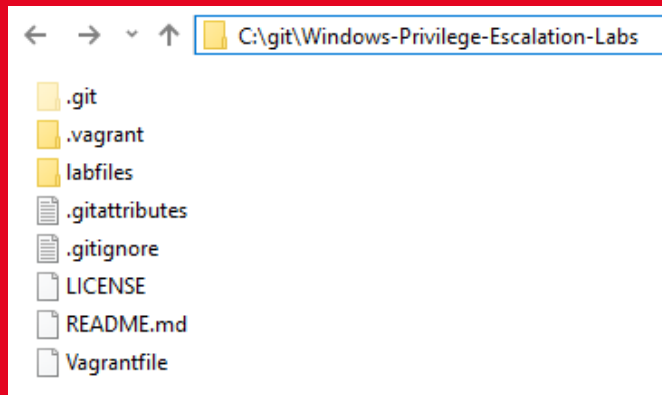 C:\git\Windows-Privilege-Escalation-Labs
.git
.vagrant
labfiles
.gitattributes
.gitignore
LICENSE
README.md
Vagrantfile